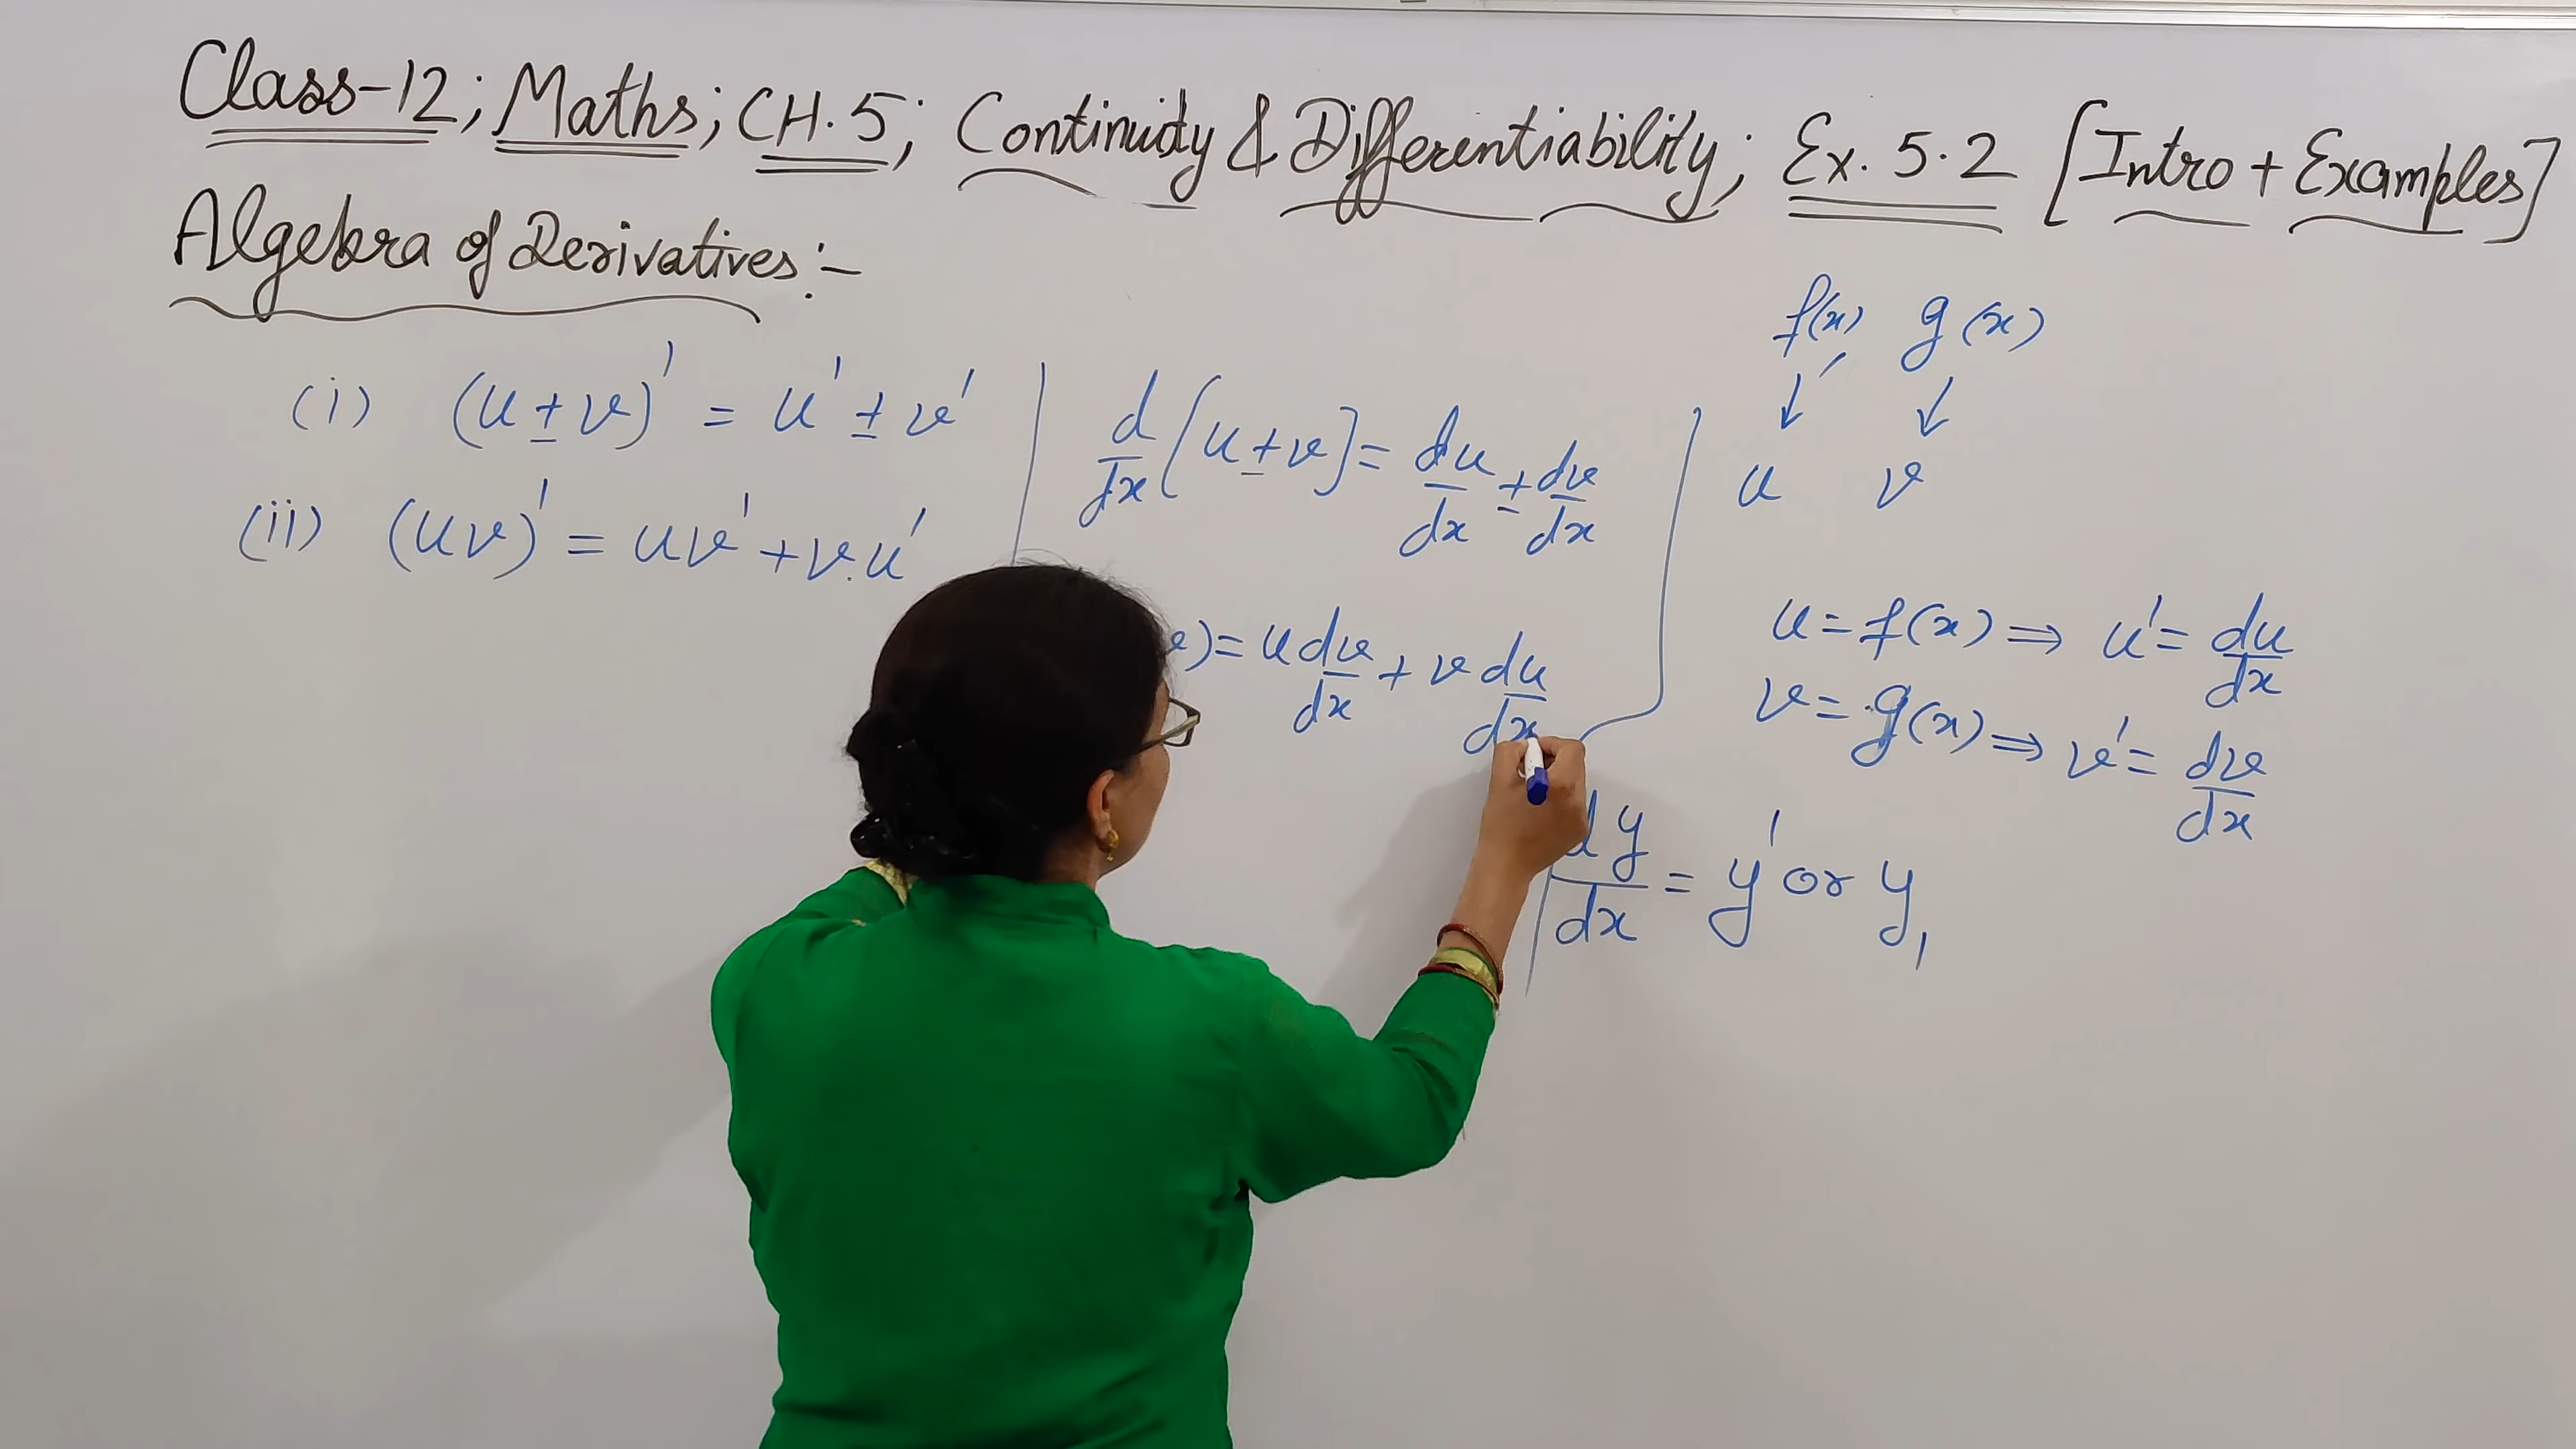 Class-12; Maths; CH. 5; Continuity & Differentiability; Ex. 5.2 [Intro + Examples]
Algebra of Derivatives:-
(i) (u ± v)' = u' ± v'
(ii) (uv)' = uv' + v.u'
d/dx [u ± v] = du/dx ± dv/dx
v) = u dv/dx + v du/dx
f(x) g(x)
↓ ↓
u v
u = f(x) ⇒ u' = du/dx
v = g(x) ⇒ v' = dv/dx
dy/dx = y' or y₁